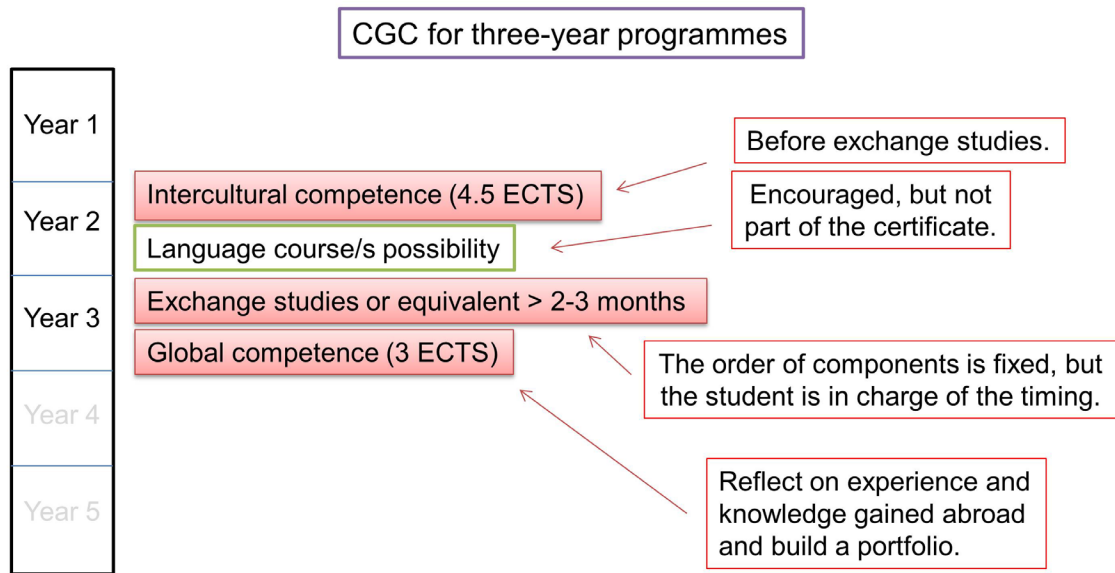 CGC for three-year programmes
Year 1
Before exchange studies.
Intercultural competence (4.5 ECTS)
Year 2
Encouraged, but not
part of the certificate.
Language course/s possibility
Exchange studies or equivalent > 2-3 months
Year 3
Global competence (3 ECTS)
The order of components is fixed, but
the student is in charge of the timing.
Year 4
Reflect on experience and
knowledge gained abroad
and build a portfolio.
Year 5